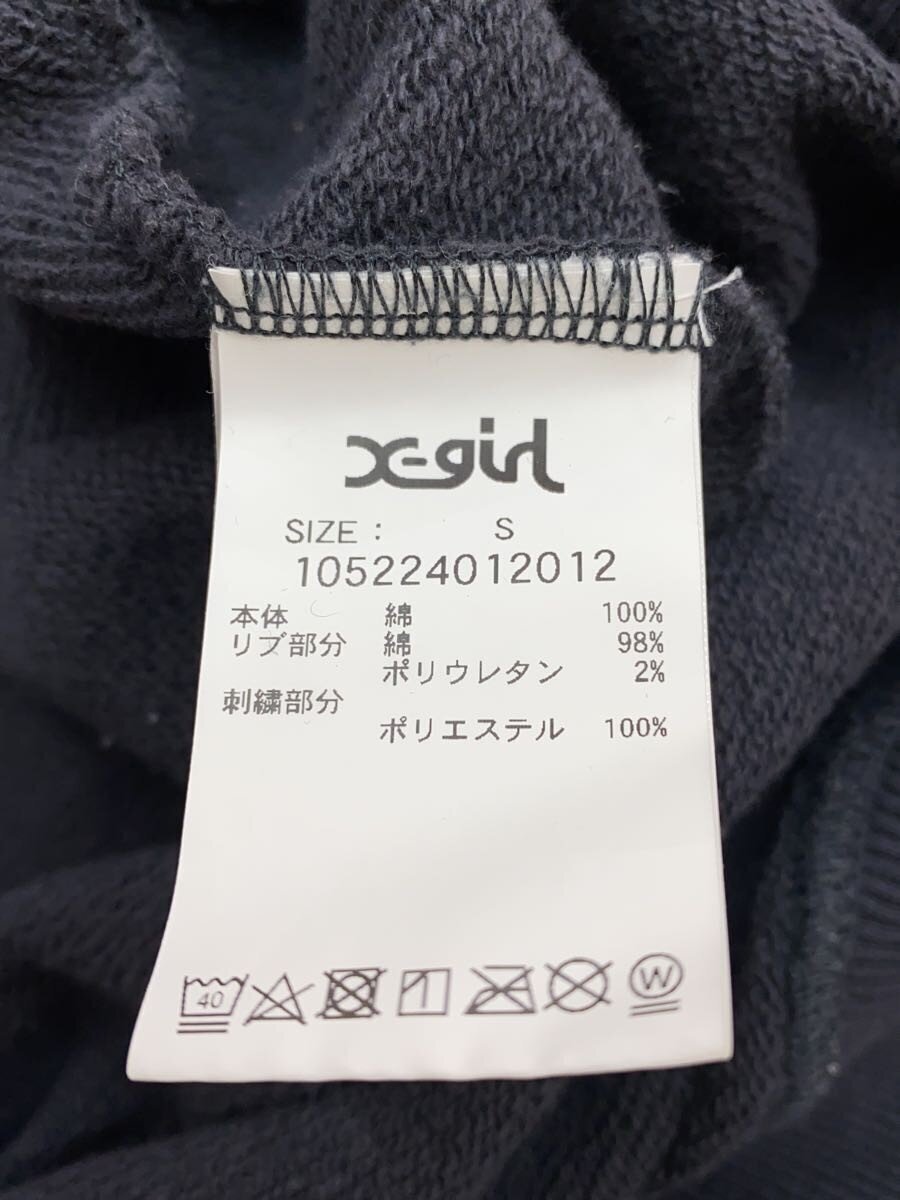 X-girl
SIZE : S
105224012012
本体 綿 100%
リブ部分 綿 98%
ポリウレタン 2%
刺繍部分
ポリエステル 100%
40 W